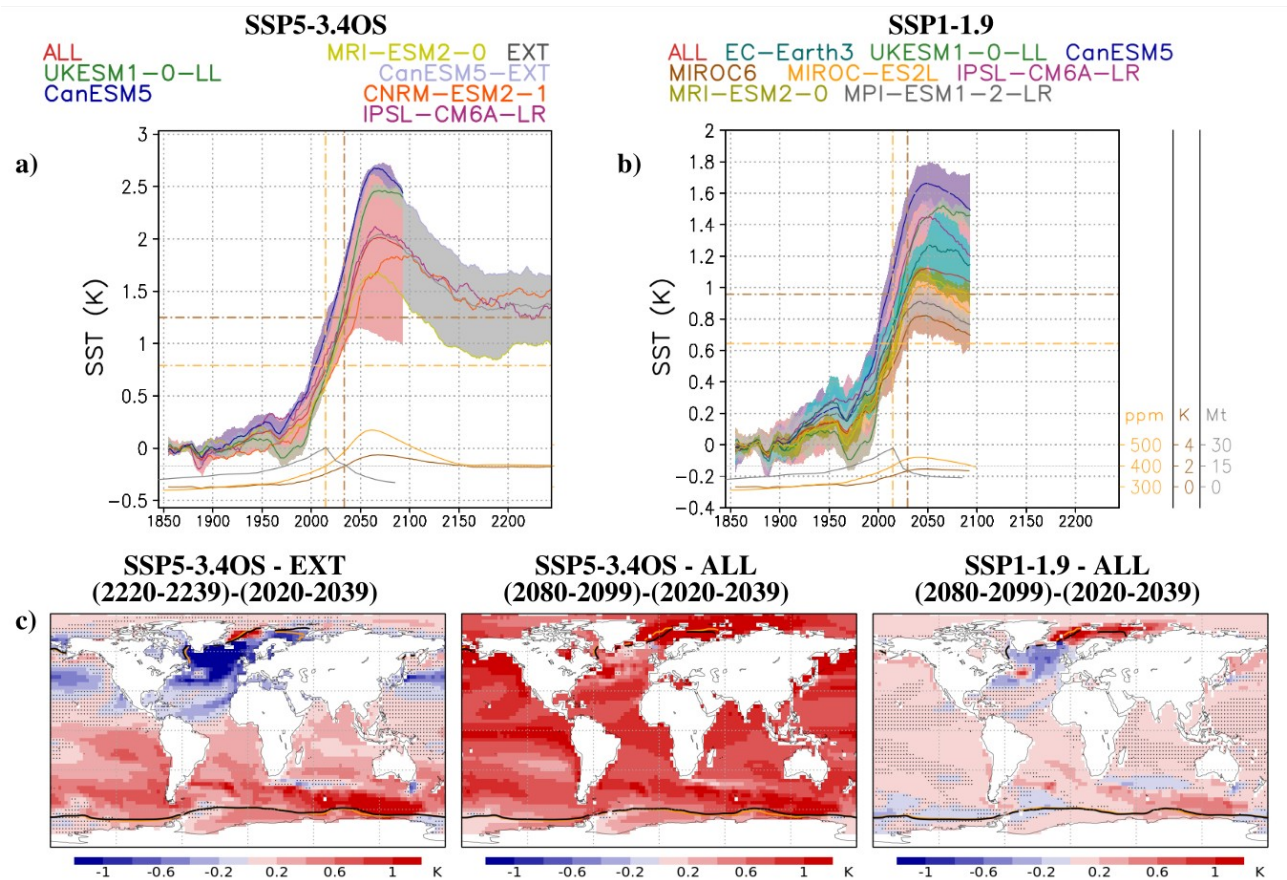 SSP5-3.4OS
ALL MRI-ESM2-0 EXT
UKESM1-0-LL CanESM5-EXT
CanESM5 CNRM-ESM2-1
IPSL-CM6A-LR
a)
SST (K)
3
2.5
2
1.5
1
0.5
0
-0.5
1850 1900 1950 2000 2050 2100 2150 2200
SSP1-1.9
ALL EC-Earth3 UKESM1-0-LL CanESM5
MIROC6 MIROC-ES2L IPSL-CM6A-LR
MRI-ESM2-0 MPI-ESM1-2-LR
b)
SST (K)
2
1.8
1.6
1.4
1.2
1
0.8
0.6
0.4
0.2
0
-0.2
-0.4
1850 1900 1950 2000 2050 2100 2150 2200
ppm K Mt
500 4 30
400 2 15
300 0 0
c)
SSP5-3.4OS - EXT
(2220-2239)-(2020-2039)
-1 -0.6 -0.2 0.2 0.6 1 K
SSP5-3.4OS - ALL
(2080-2099)-(2020-2039)
-1 -0.6 -0.2 0.2 0.6 1 K
SSP1-1.9 - ALL
(2080-2099)-(2020-2039)
-1 -0.6 -0.2 0.2 0.6 1 K